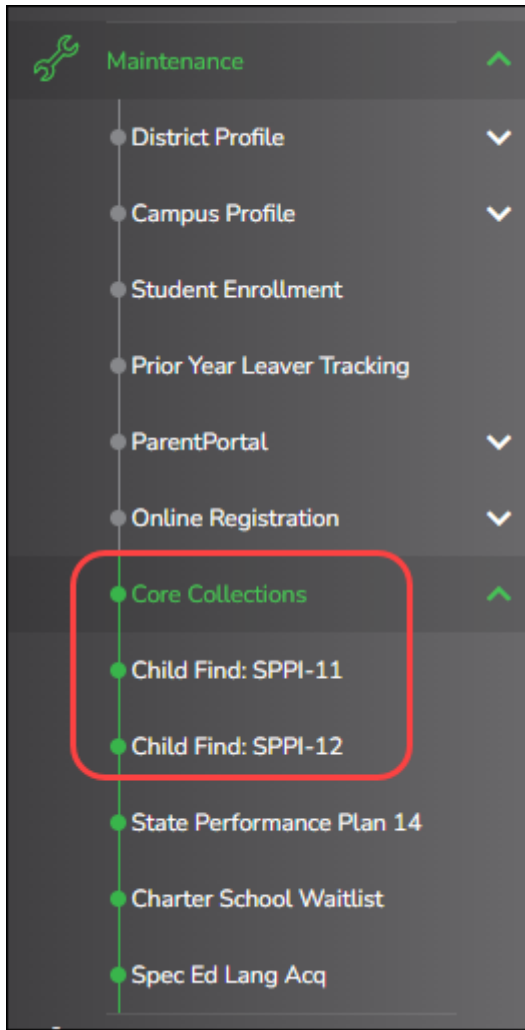 Maintenance
District Profile
Campus Profile
Student Enrollment
Prior Year Leaver Tracking
ParentPortal
Online Registration
Core Collections
Child Find: SPPI-11
Child Find: SPPI-12
State Performance Plan 14
Charter School Waitlist
Spec Ed Lang Acq